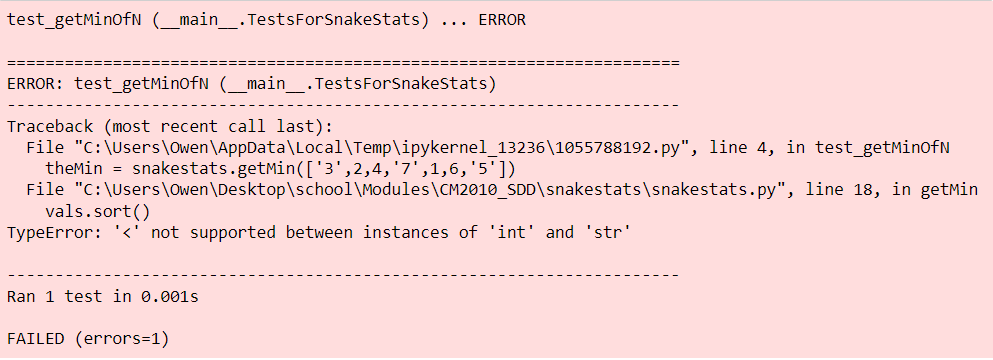 test_getMinOfN (__main__.TestsForSnakeStats) ... ERROR
======================================================================
ERROR: test_getMinOfN (__main__.TestsForSnakeStats)
----------------------------------------------------------------------
Traceback (most recent call last):
  File "C:\Users\Owen\AppData\Local\Temp\ipykernel_13236\1055788192.py", line 4, in test_getMinOfN
    theMin = snakestats.getMin(['3',2,4,'7',1,6,'5'])
  File "C:\Users\Owen\Desktop\school\Modules\CM2010_SDD\snakestats\snakestats.py", line 18, in getMin
    vals.sort()
TypeError: '<' not supported between instances of 'int' and 'str'
----------------------------------------------------------------------
Ran 1 test in 0.001s
FAILED (errors=1)